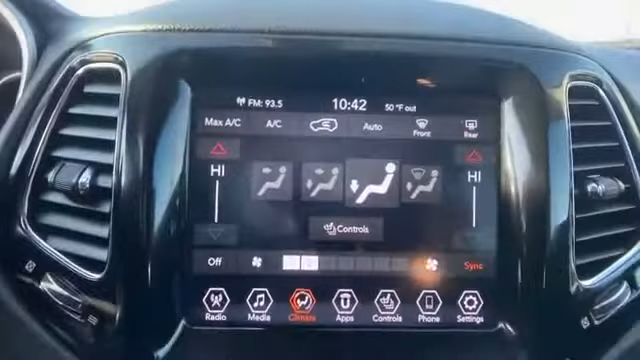 FM: 93.5 10:42 50 °F out
Max A/C A/C Auto Front Rear
HI HI
Controls
Off Sync
Radio Media Climate Apps Controls Phone Settings